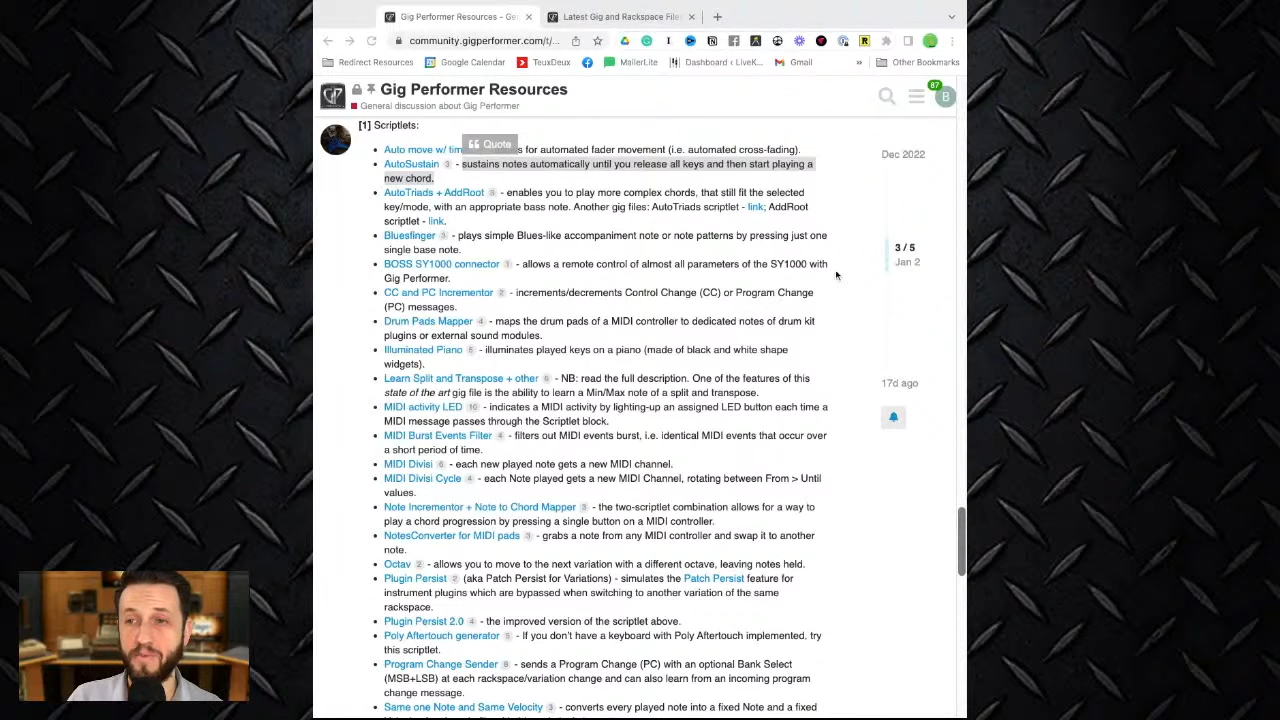 Gig Performer Resources - Ge
Latest Gig and Rackspace File
community.gigperformer.com/t/...
Redirect Resources
Google Calendar
TeuxDeux
MailerLite
Dashboard ‹ LiveK...
Gmail
»
Other Bookmarks
Gig Performer Resources
General discussion about Gig Performer
87
B
[1] Scriptlets:
Quote
Auto move w/ tim s for automated fader movement (i.e. automated cross-fading).
AutoSustain 3 - sustains notes automatically until you release all keys and then start playing a
new chord.
AutoTriads + AddRoot - enables you to play more complex chords, that still fit the selected
key/mode, with an appropriate bass note. Another gig files: AutoTriads scriptlet - link; AddRoot
scriptlet - link.
Bluesfinger 3 - plays simple Blues-like accompaniment note or note patterns by pressing just one
single base note.
BOSS SY1000 connector 1 - allows a remote control of almost all parameters of the SY1000 with
Gig Performer.
CC and PC Incrementor 2 - increments/decrements Control Change (CC) or Program Change
(PC) messages.
Drum Pads Mapper 4 - maps the drum pads of a MIDI controller to dedicated notes of drum kit
plugins or external sound modules.
Illuminated Piano - illuminates played keys on a piano (made of black and white shape
widgets).
Learn Split and Transpose + other - NB: read the full description. One of the features of this
state of the art gig file is the ability to learn a Min/Max note of a split and transpose.
MIDI activity LED 10 - indicates a MIDI activity by lighting-up an assigned LED button each time a
MIDI message passes through the Scriptlet block.
MIDI Burst Events Filter 4 - filters out MIDI events burst, i.e. identical MIDI events that occur over
a short period of time.
MIDI Divisi 6 - each new played note gets a new MIDI channel.
MIDI Divisi Cycle 4 - each Note played gets a new MIDI Channel, rotating between From > Until
values.
Note Incrementor + Note to Chord Mapper 3 - the two-scriptlet combination allows for a way to
play a chord progression by pressing a single button on a MIDI controller.
NotesConverter for MIDI pads 3 - grabs a note from any MIDI controller and swap it to another
note.
Octav 2 - allows you to move to the next variation with a different octave, leaving notes held.
Plugin Persist 2 (aka Patch Persist for Variations) - simulates the Patch Persist feature for
instrument plugins which are bypassed when switching to another variation of the same
rackspace.
Plugin Persist 2.0 4 - the improved version of the scriptlet above.
Poly Aftertouch generator 5 - If you don't have a keyboard with Poly Aftertouch implemented, try
this scriptlet.
Program Change Sender 8 - sends a Program Change (PC) with an optional Bank Select
(MSB+LSB) at each rackspace/variation change and can also learn from an incoming program
change message.
Same one Note and Same Velocity 3 - converts every played note into a fixed Note and a fixed
Dec 2022
3 / 5
Jan 2
17d ago